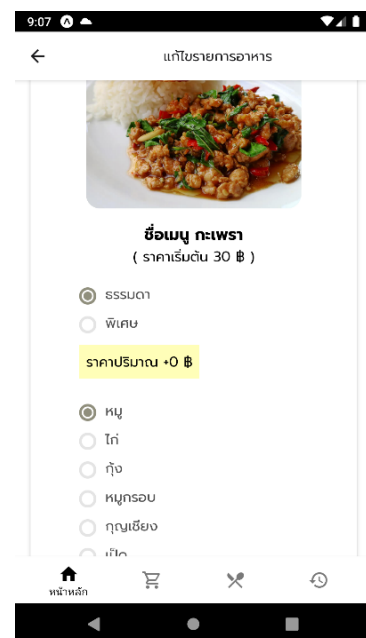 9:07
แก้ไขรายการอาหาร
ชื่อเมนู กะเพรา
( ราคาเริ่มต้น 30 ฿ )
ธรรมดา
พิเศษ
ราคาปริมาณ +0 ฿
หมู
ไก่
กุ้ง
หมูกรอบ
กุญเชียง
เป็ด
หน้าหลัก